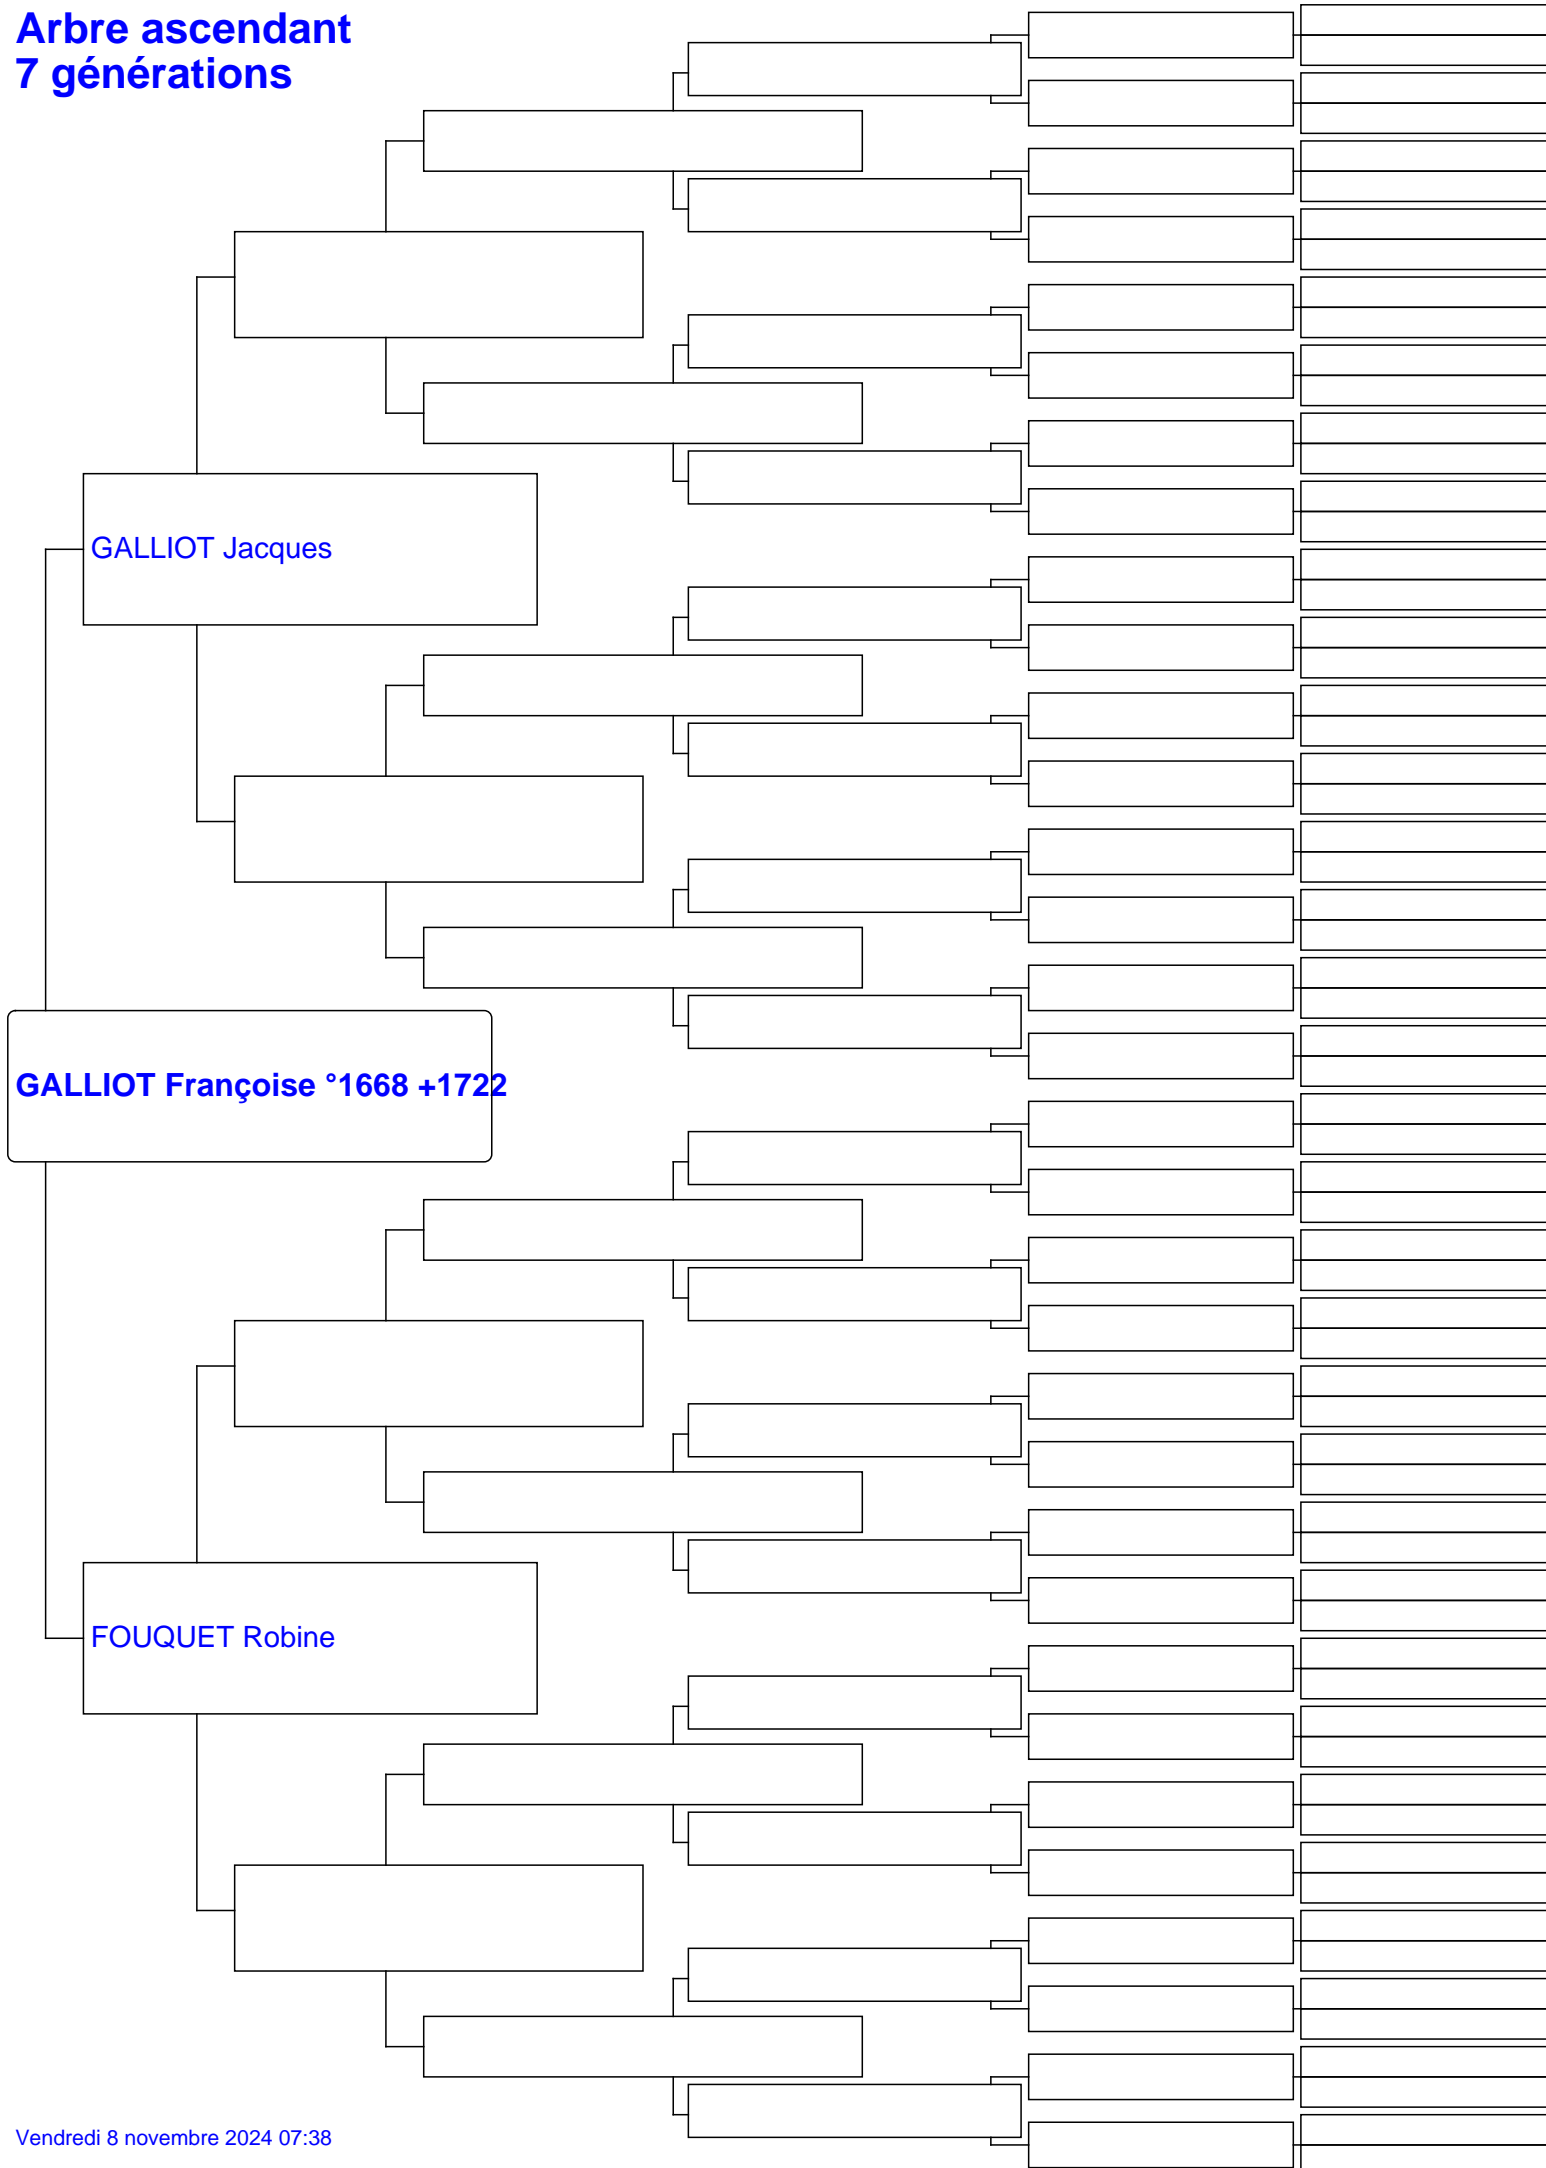 Arbre ascendant
7 générations
GALLIOT Jacques
GALLIOT Françoise °1668 +1722
FOUQUET Robine
Vendredi 8 novembre 2024 07:38